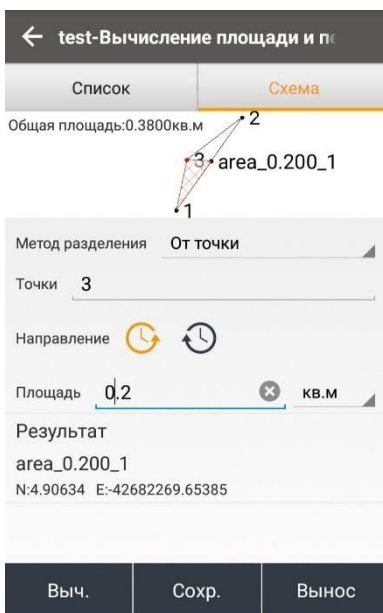 test-Вычисление площади и п
Список Схема
Общая площадь:0.3800кв.м
2
3 area_0.200_1
1
Метод разделения От точки
Точки 3
Направление
Площадь 0.2 кв.м
Результат
area_0.200_1
N:4.90634 E:-42682269.65385
Выч. Сохр. Вынос